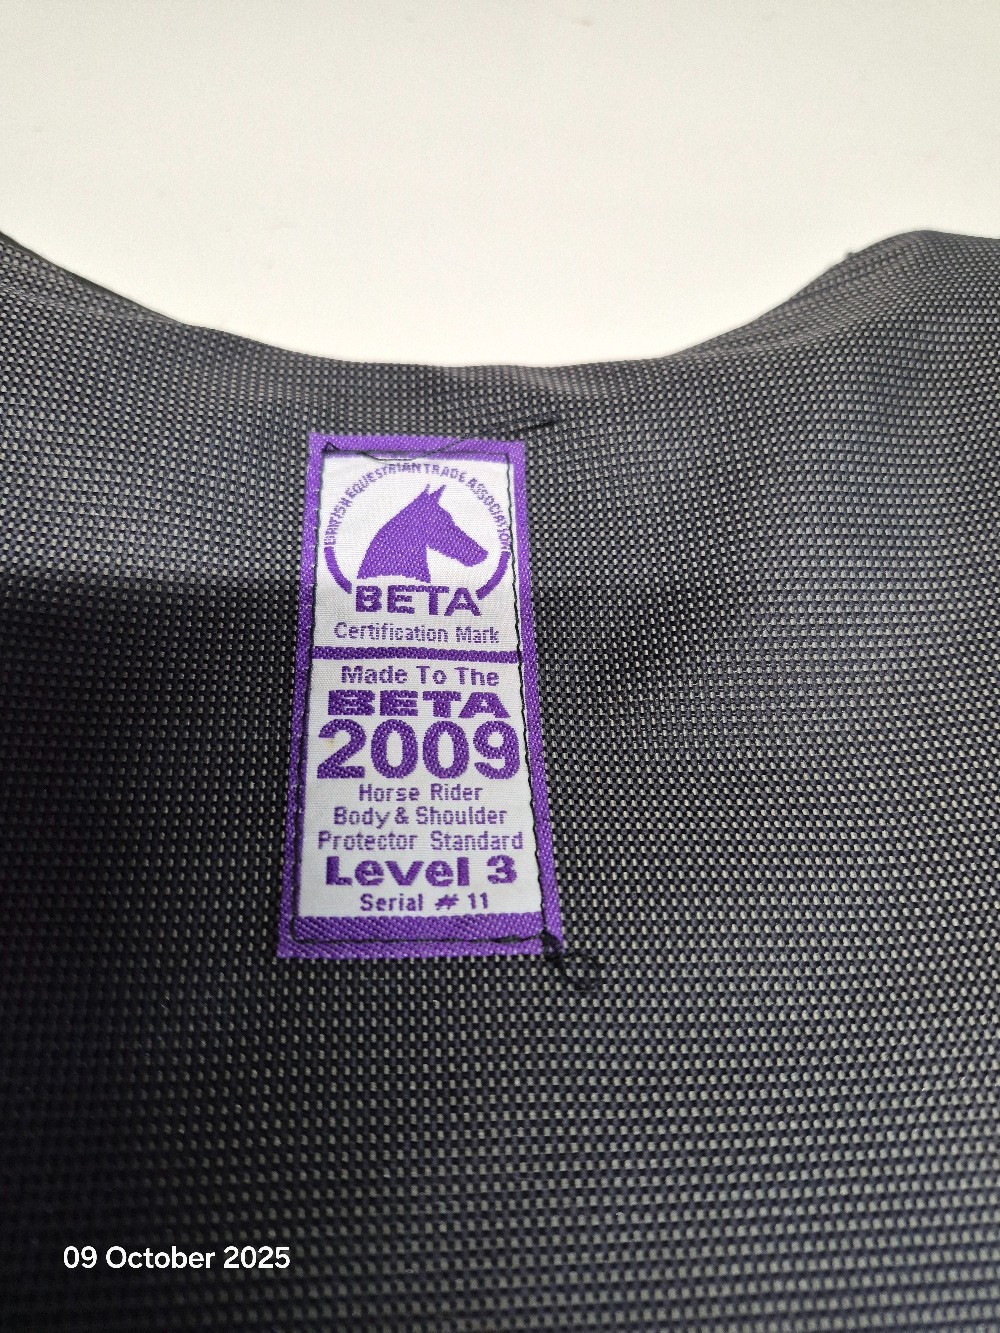 BRITISH EQUESTRIAN TRADE ASSOCIATION
BETA
Certification Mark
Made To The
BETA
2009
Horse Rider
Body & Shoulder
Protector Standard
Level 3
Serial # 11
09 October 2025